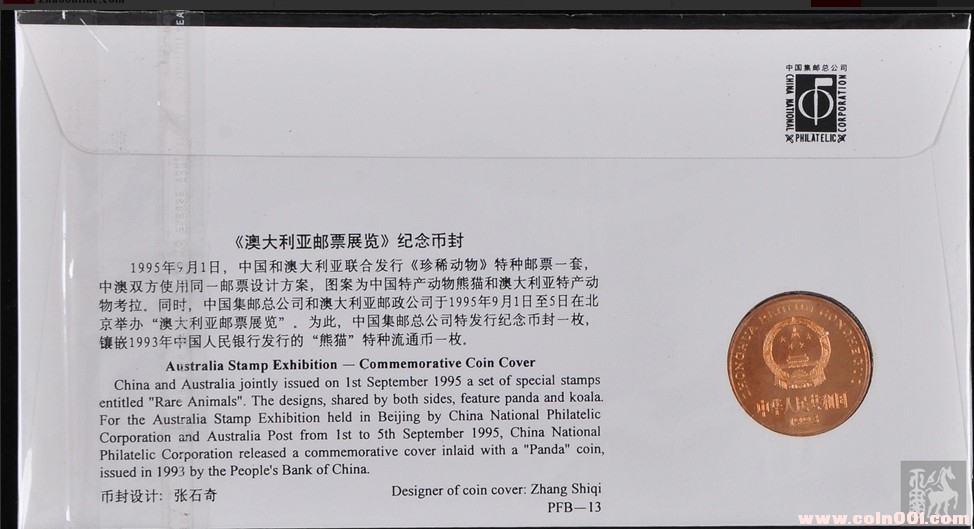 中国集邮总公司
CHINA NATIONAL
PHILATELIC
CORPORATION
《澳大利亚邮票展览》纪念币封
1995年9月1日，中国和澳大利亚联合发行《珍稀动物》特种邮票一套，
中澳双方使用同一邮票设计方案，图案为中国特产动物熊猫和澳大利亚特产动
物考拉。同时，中国集邮总公司和澳大利亚邮政公司于1995年9月1日至5日在北
京举办“澳大利亚邮票展览”。为此，中国集邮总公司特发行纪念币封一枚，
镶嵌1993年中国人民银行发行的“熊猫”特种流通币一枚。
Australia Stamp Exhibition — Commemorative Coin Cover
China and Australia jointly issued on 1st September 1995 a set of special stamps
entitled "Rare Animals". The designs, shared by both sides, feature panda and koala.
For the Australia Stamp Exhibition held in Beijing by China National Philatelic
Corporation and Australia Post from 1st to 5th September 1995, China National
Philatelic Corporation released a commemorative cover inlaid with a "Panda" coin,
issued in 1993 by the People's Bank of China.
币封设计：张石奇
Designer of coin cover: Zhang Shiqi
PFB—13
ZHONGHUA RENMIN GONGHEGUO
中华人民共和国
1993
www.coin001.com